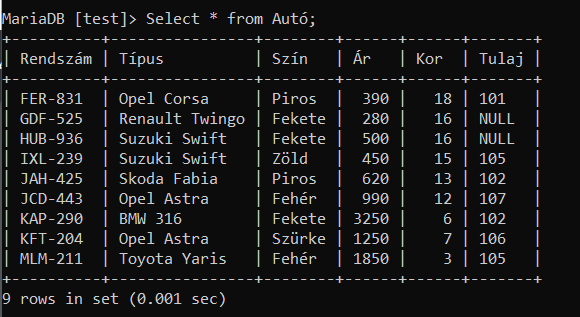 MariaDB [test]> Select * from Autó;
+----------+----------------+--------+------+------+-------+
| Rendszám | Típus          | Szín   | Ár   | Kor  | Tulaj |
+----------+----------------+--------+------+------+-------+
| FER-831  | Opel Corsa     | Piros  |  390 |   18 | 101   |
| GDF-525  | Renault Twingo | Fekete |  280 |   16 | NULL  |
| HUB-936  | Suzuki Swift   | Fekete |  500 |   16 | NULL  |
| IXL-239  | Suzuki Swift   | Zöld   |  450 |   15 | 105   |
| JAH-425  | Skoda Fabia    | Piros  |  620 |   13 | 102   |
| JCD-443  | Opel Astra     | Fehér  |  990 |   12 | 107   |
| KAP-290  | BMW 316        | Fekete | 3250 |    6 | 102   |
| KFT-204  | Opel Astra     | Szürke | 1250 |    7 | 106   |
| MLM-211  | Toyota Yaris   | Fehér  | 1850 |    3 | 105   |
+----------+----------------+--------+------+------+-------+
9 rows in set (0.001 sec)